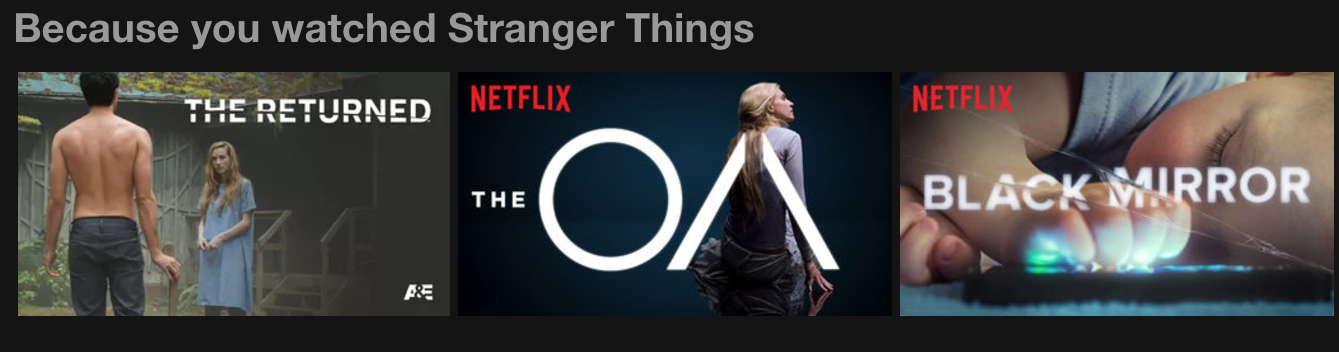 Because you watched Stranger Things
THE RETURNED
A&E
NETFLIX
THE OA
NETFLIX
BLACK MIRROR